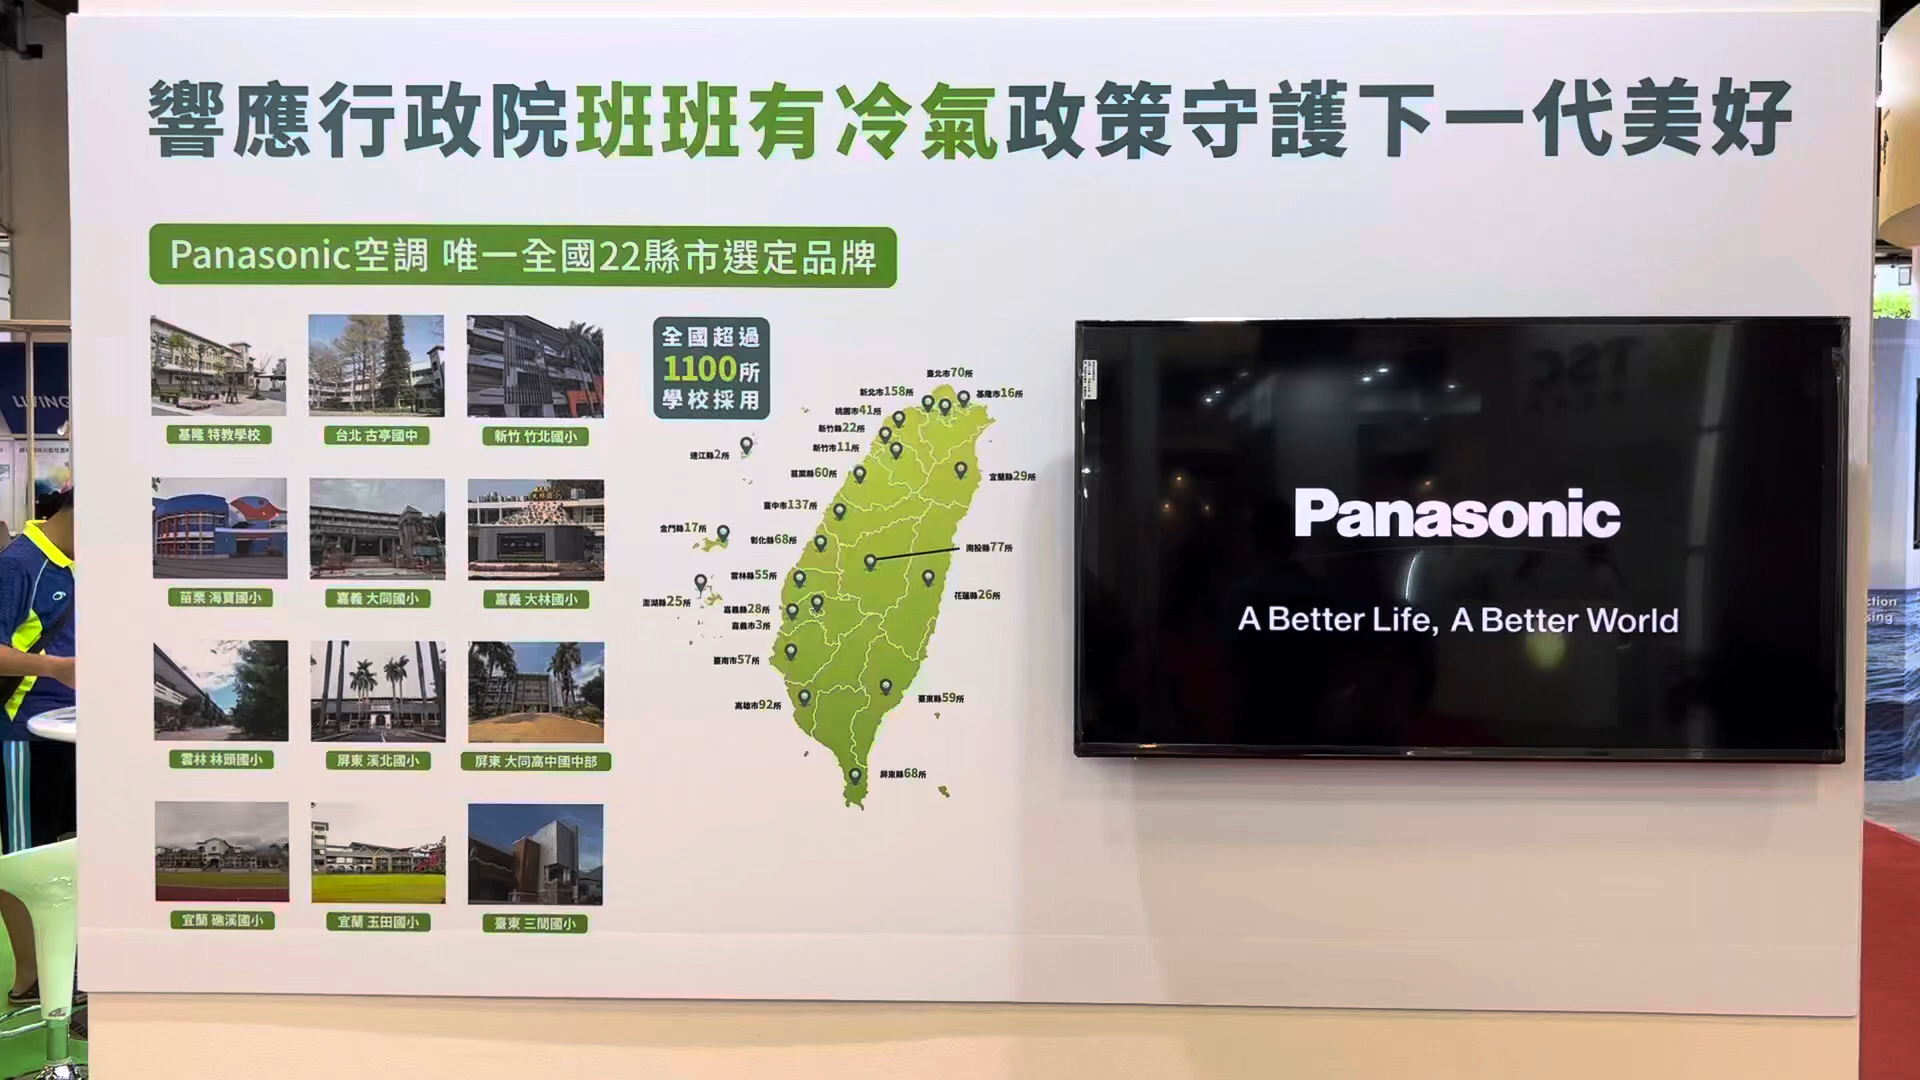 響應行政院班班有冷氣政策守護下一代美好
Panasonic空調 唯一全國22縣市選定品牌
基隆 特教學校
台北 古亭國中
新竹 竹北國小
苗栗 海寶國小
嘉義 大同國小
嘉義 大林國小
雲林 林頭國小
屏東 溪北國小
屏東 大同高中國中部
宜蘭 礁溪國小
宜蘭 玉田國小
臺東 三間國小
全國超過
1100所
學校採用
臺北市70所
新北市158所
基隆市16所
桃園市41所
新竹縣22所
新竹市11所
連江縣2所
苗栗縣60所
宜蘭縣29所
臺中市137所
金門縣17所
彰化縣68所
南投縣77所
雲林縣55所
花蓮縣26所
澎湖縣25所
嘉義縣28所
嘉義市3所
臺南市57所
臺東縣59所
高雄市92所
屏東縣68所
Panasonic
A Better Life, A Better World